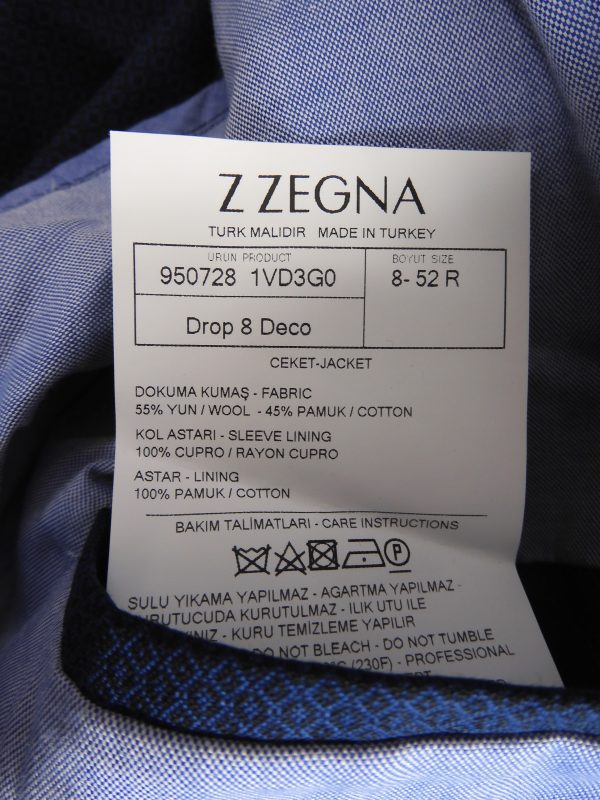 Z ZEGNA
TURK MALIDIR MADE IN TURKEY
URUN PRODUCT
950728 1VD3G0
BOYUT SIZE
8- 52 R
Drop 8 Deco
CEKET-JACKET
DOKUMA KUMAŞ - FABRIC
55% YUN / WOOL - 45% PAMUK / COTTON
KOL ASTARI - SLEEVE LINING
100% CUPRO / RAYON CUPRO
ASTAR - LINING
100% PAMUK / COTTON
BAKIM TALİMATLARI - CARE INSTRUCTIONS
P
SULU YIKAMA YAPILMAZ - AGARTMA YAPILMAZ -
KURUTUCUDA KURUTULMAZ - ILIK UTU ILE
KURU TEMIZLEME YAPILIR
DO NOT BLEACH - DO NOT TUMBLE
(230F) - PROFESSIONAL